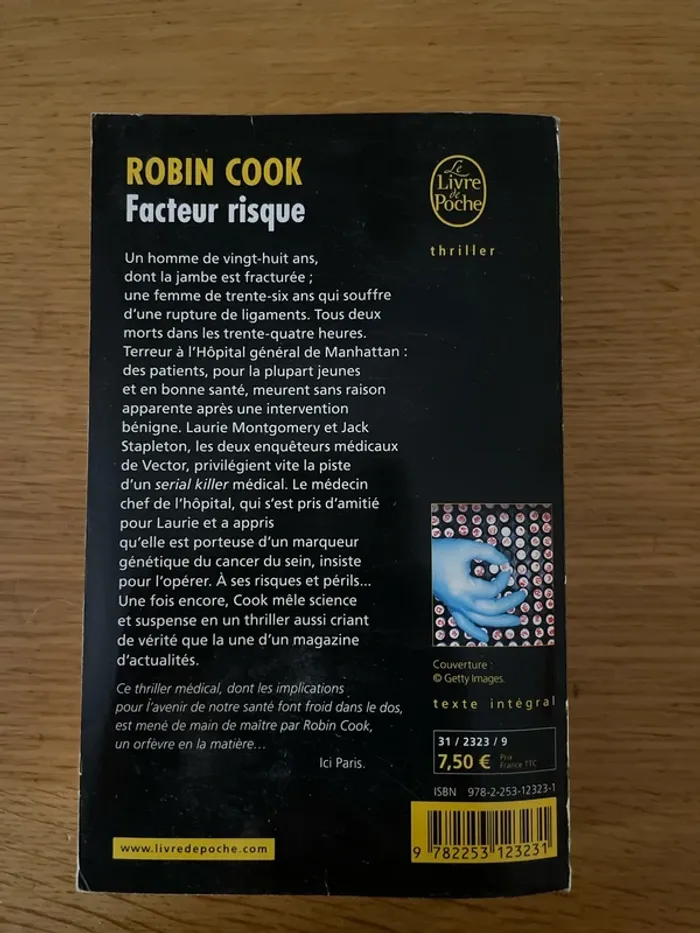 ROBIN COOK
Facteur risque
Le
Livre
de
Poche
thriller
Un homme de vingt-huit ans,
dont la jambe est fracturée ;
une femme de trente-six ans qui souffre
d'une rupture de ligaments. Tous deux
morts dans les trente-quatre heures.
Terreur à l'Hôpital général de Manhattan :
des patients, pour la plupart jeunes
et en bonne santé, meurent sans raison
apparente après une intervention
bénigne. Laurie Montgomery et Jack
Stapleton, les deux enquêteurs médicaux
de Vector, privilégient vite la piste
d'un serial killer médical. Le médecin
chef de l'hôpital, qui s'est pris d'amitié
pour Laurie et a appris
qu'elle est porteuse d'un marqueur
génétique du cancer du sein, insiste
pour l'opérer. À ses risques et périls...
Une fois encore, Cook mêle science
et suspense en un thriller aussi criant
de vérité que la une d'un magazine
d'actualités.
Ce thriller médical, dont les implications
pour l'avenir de notre santé font froid dans le dos,
est mené de main de maître par Robin Cook,
un orfèvre en la matière...
Ici Paris.
Couverture :
© Getty Images.
texte intégral
31 / 2323 / 9
7,50 € Prix
France TTC
ISBN 978-2-253-12323-1
9 782253 123231
www.livredepoche.com